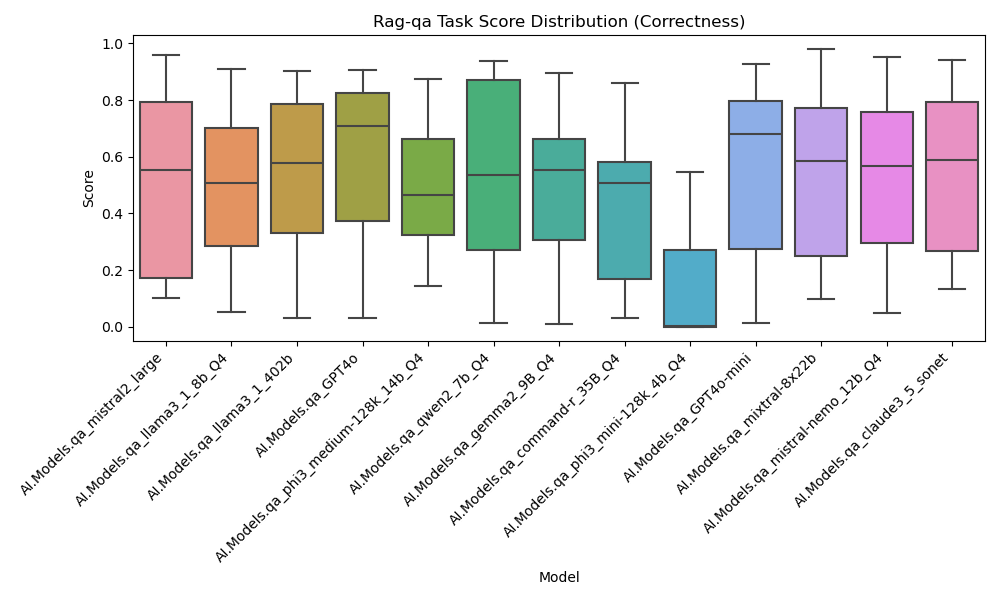 Rag-qa Task Score Distribution (Correctness)
1.0
0.8
0.6
0.4
0.2
0.0
Score
AI.Models.qa_mistral2_large
AI.Models.qa_llama3_1_8b_Q4
AI.Models.qa_llama3_1_402b
AI.Models.qa_GPT4o
AI.Models.qa_phi3_medium-128k_14b_Q4
AI.Models.qa_qwen2_7b_Q4
AI.Models.qa_gemma2_9B_Q4
AI.Models.qa_command-r_35B_Q4
AI.Models.qa_phi3_mini-128k_4b_Q4
AI.Models.qa_GPT4o-mini
AI.Models.qa_mixtral-8x22b
AI.Models.qa_mistral-nemo_12b_Q4
AI.Models.qa_claude3_5_sonet
Model